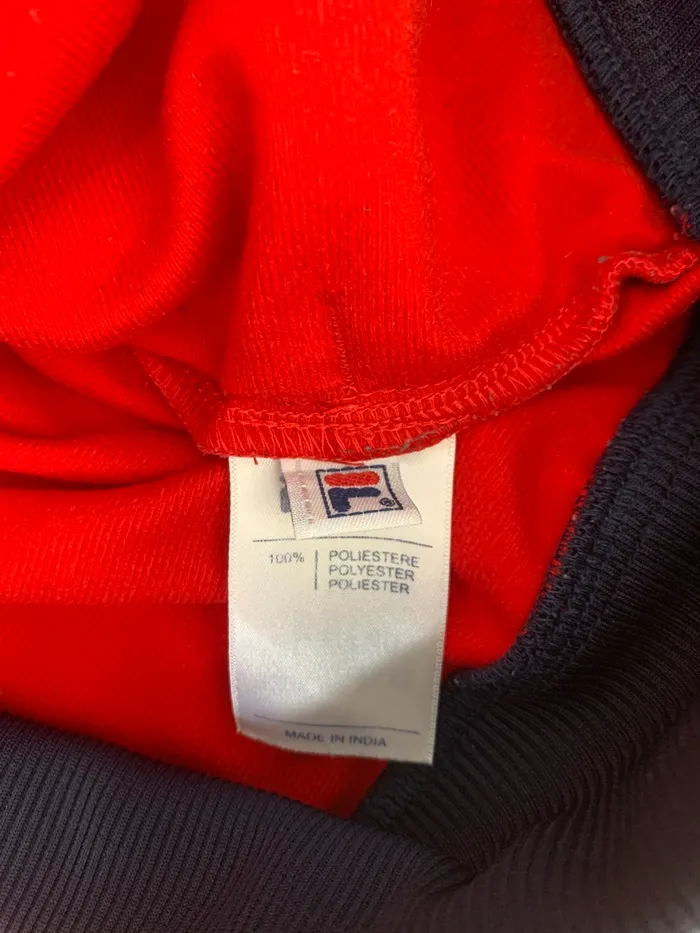 ®
100% POLIESTERE
POLYESTER
POLIESTER
MADE IN INDIA